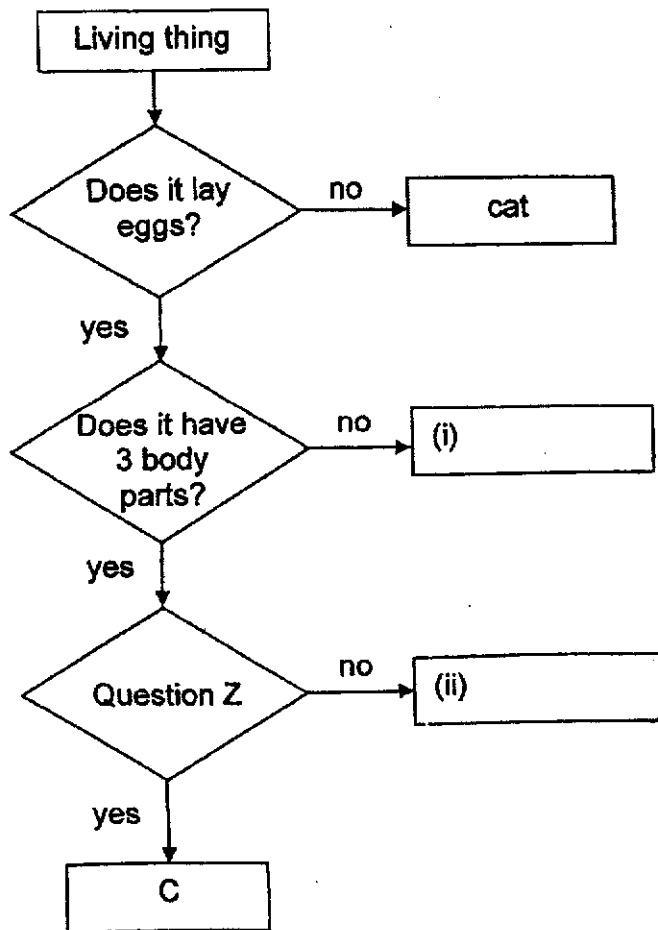 Living thing
Does it lay
eggs?
no
cat
yes
Does it have
3 body
parts?
no
(i)
yes
Question Z
no
(ii)
yes
C